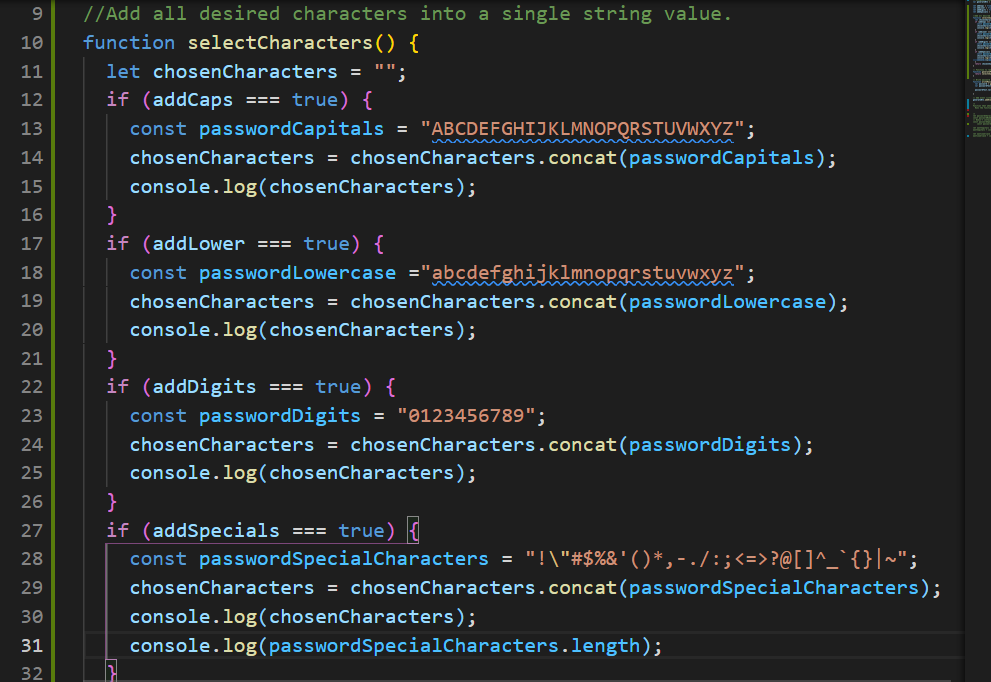 9 //Add all desired characters into a single string value.
10 function selectCharacters() {
11 let chosenCharacters = "";
12 if (addCaps === true) {
13 const passwordCapitals = "ABCDEFGHIJKLMNOPQRSTUVWXYZ";
14 chosenCharacters = chosenCharacters.concat(passwordCapitals);
15 console.log(chosenCharacters);
16 }
17 if (addLower === true) {
18 const passwordLowercase ="abcdefghijklmnopqrstuvwxyz";
19 chosenCharacters = chosenCharacters.concat(passwordLowercase);
20 console.log(chosenCharacters);
21 }
22 if (addDigits === true) {
23 const passwordDigits = "0123456789";
24 chosenCharacters = chosenCharacters.concat(passwordDigits);
25 console.log(chosenCharacters);
26 }
27 if (addSpecials === true) {
28 const passwordSpecialCharacters = "!\"#$%&'()*,-./:;<=>?@[]^_`{}|~";
29 chosenCharacters = chosenCharacters.concat(passwordSpecialCharacters);
30 console.log(chosenCharacters);
31 console.log(passwordSpecialCharacters.length);
32 }